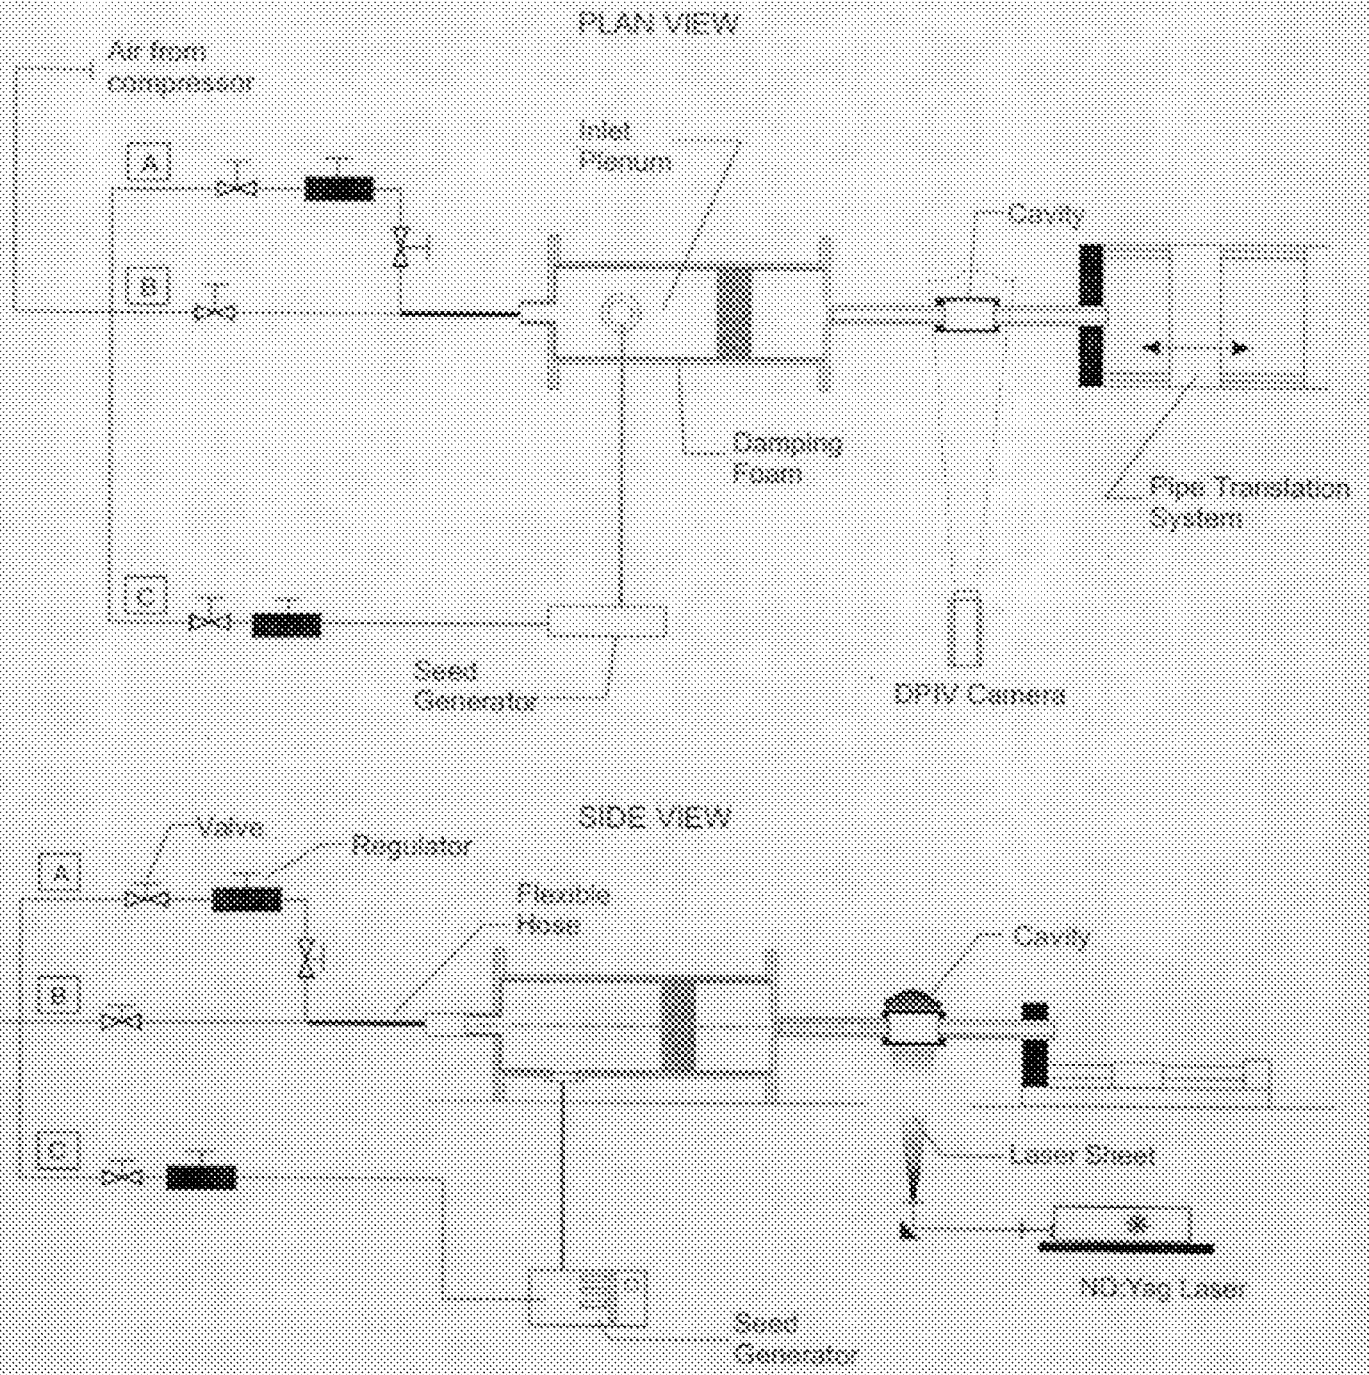 PLAN VIEW
Air from
compressor
A
Inlet
Plenum
Cavity
B
Damping
Foam
Pipe Translation
System
C
Seed
Generator
DPIV Camera
SIDE VIEW
Valve
Regulator
A
Flexible
Hose
Cavity
B
C
Laser Sheet
ND:Yag Laser
Seed
Generator